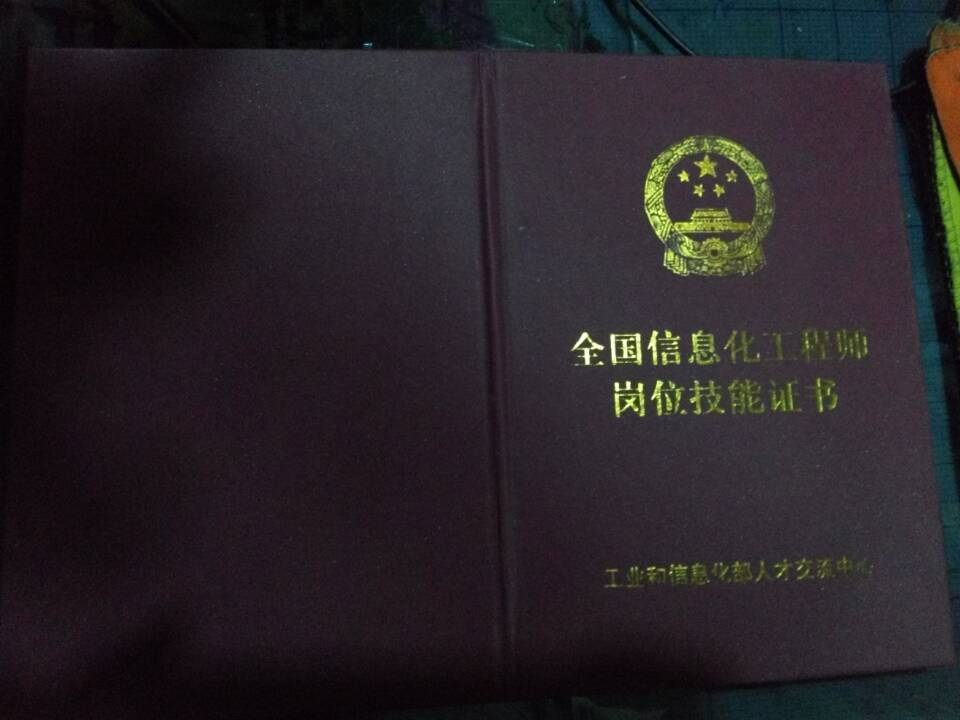 全国信息化工程师
岗位技能证书
工业和信息化部人才交流中心